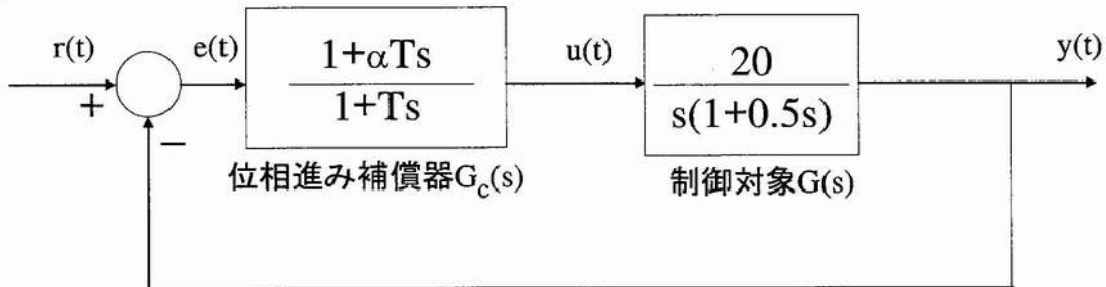 r(t)
e(t)
1+αTs
1+Ts
u(t)
20
s(1+0.5s)
y(t)
+
−
位相進み補償器Gc(s)
制御対象G(s)